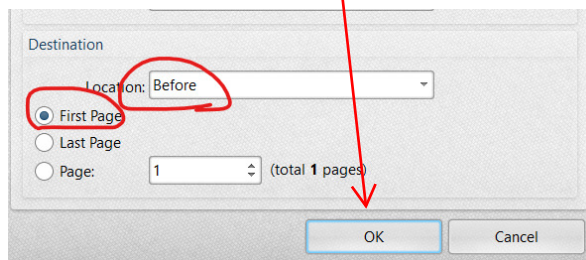 Destination
Location: Before
First Page
Last Page
Page: 1 (total 1 pages)
OK Cancel